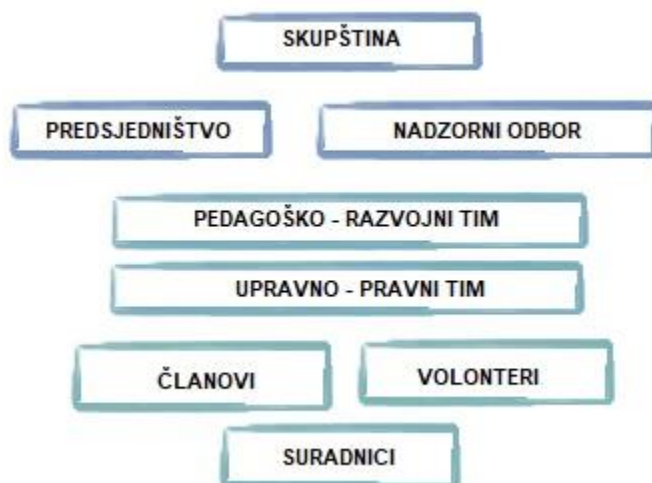 SKUPŠTINA
PREDSJEDNIŠTVO
NADZORNI ODBOR
PEDAGOŠKO - RAZVOJNI TIM
UPRAVNO - PRAVNI TIM
ČLANOVI
VOLONTERI
SURADNICI